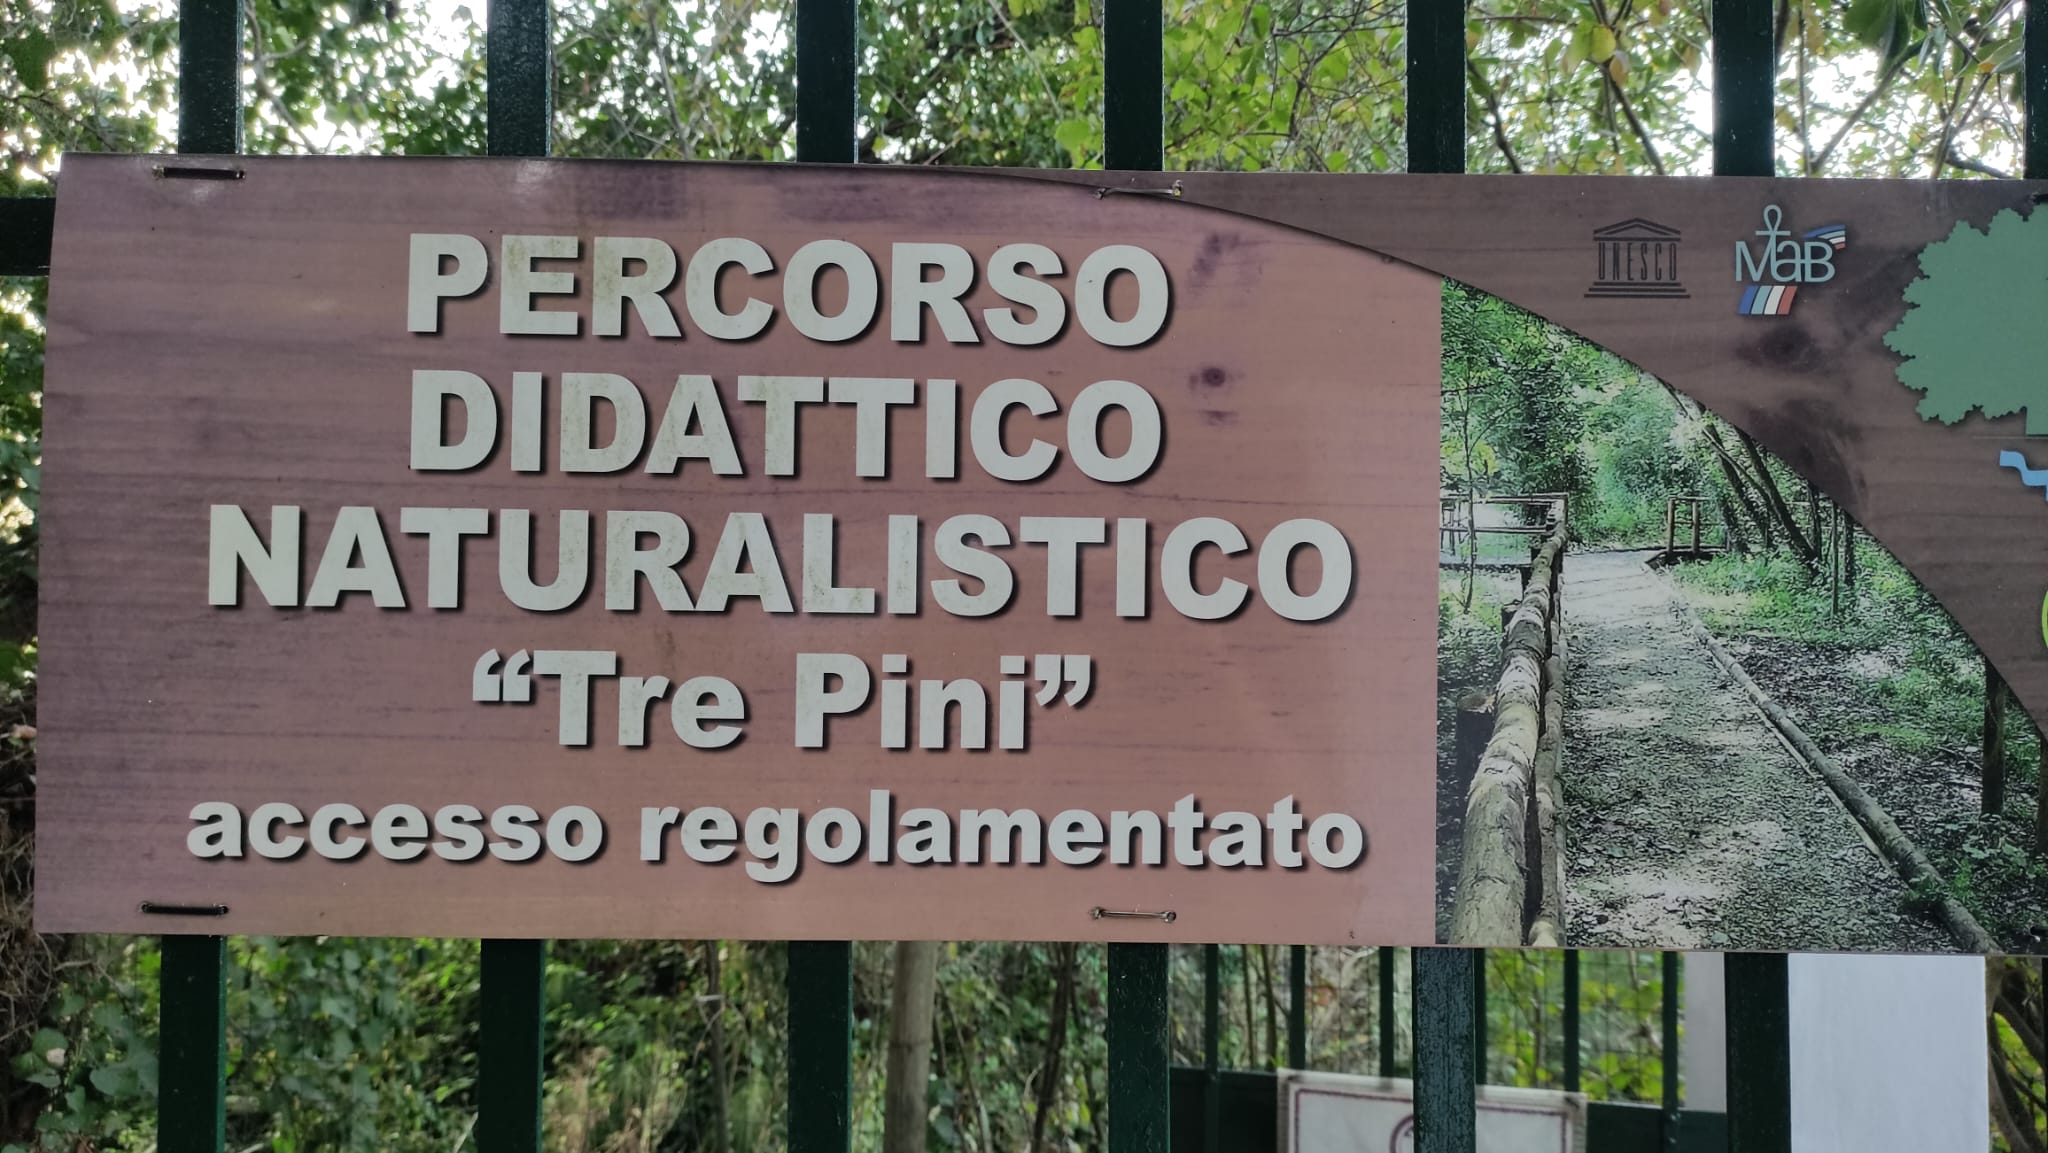 PERCORSO
DIDATTICO
NATURALISTICO
“Tre Pini”
accesso regolamentato
UNESCO
MaB